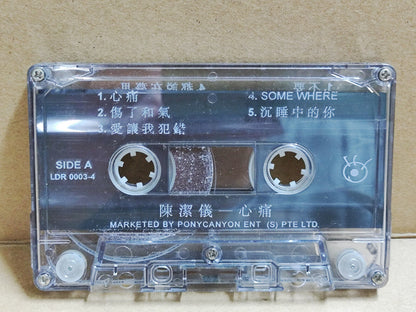 1. 心痛
2. 傷了和氣
3. 愛讓我犯錯
4. SOME WHERE
5. 沉睡中的你
SIDE A
LDR 0003-4
陳潔儀—心痛
MARKETED BY PONYCANYON ENT (S) PTE LTD.